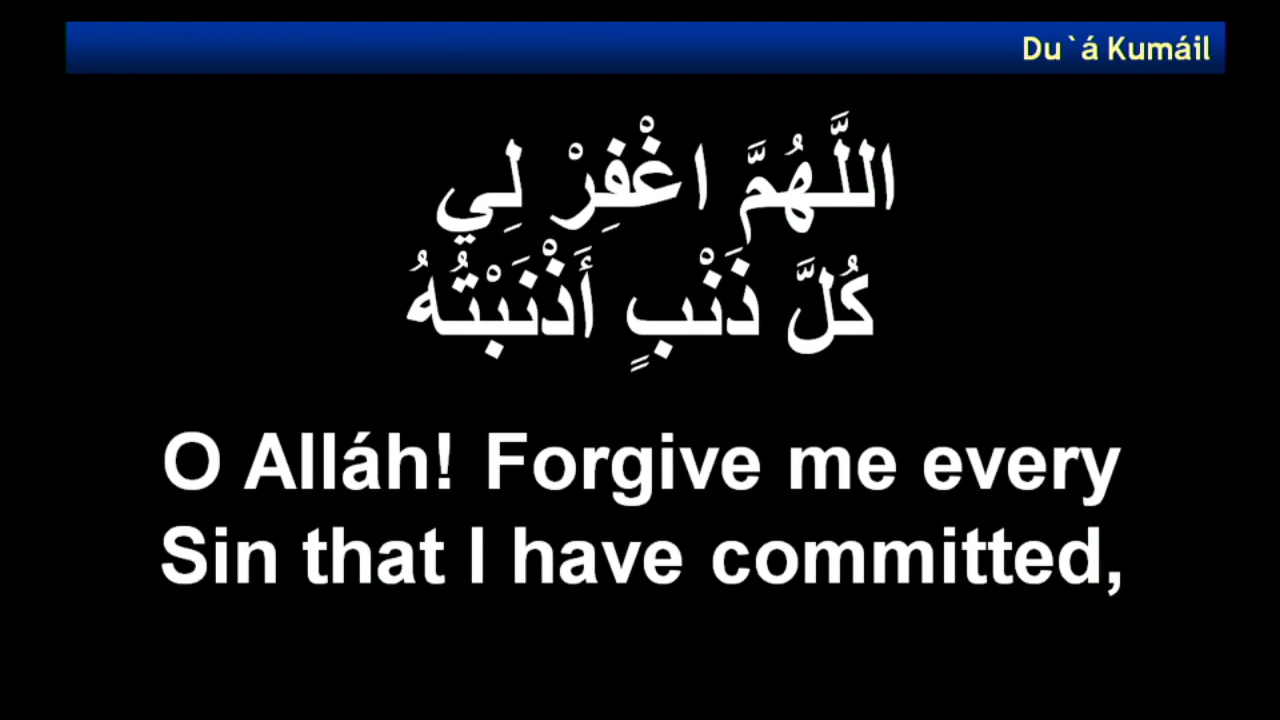 Du`á Kumáil
اللَّهُمَّ اغْفِرْ لِي
كُلَّ ذَنْبٍ أَذْنَبْتُهُ
O Alláh! Forgive me every
Sin that I have committed,